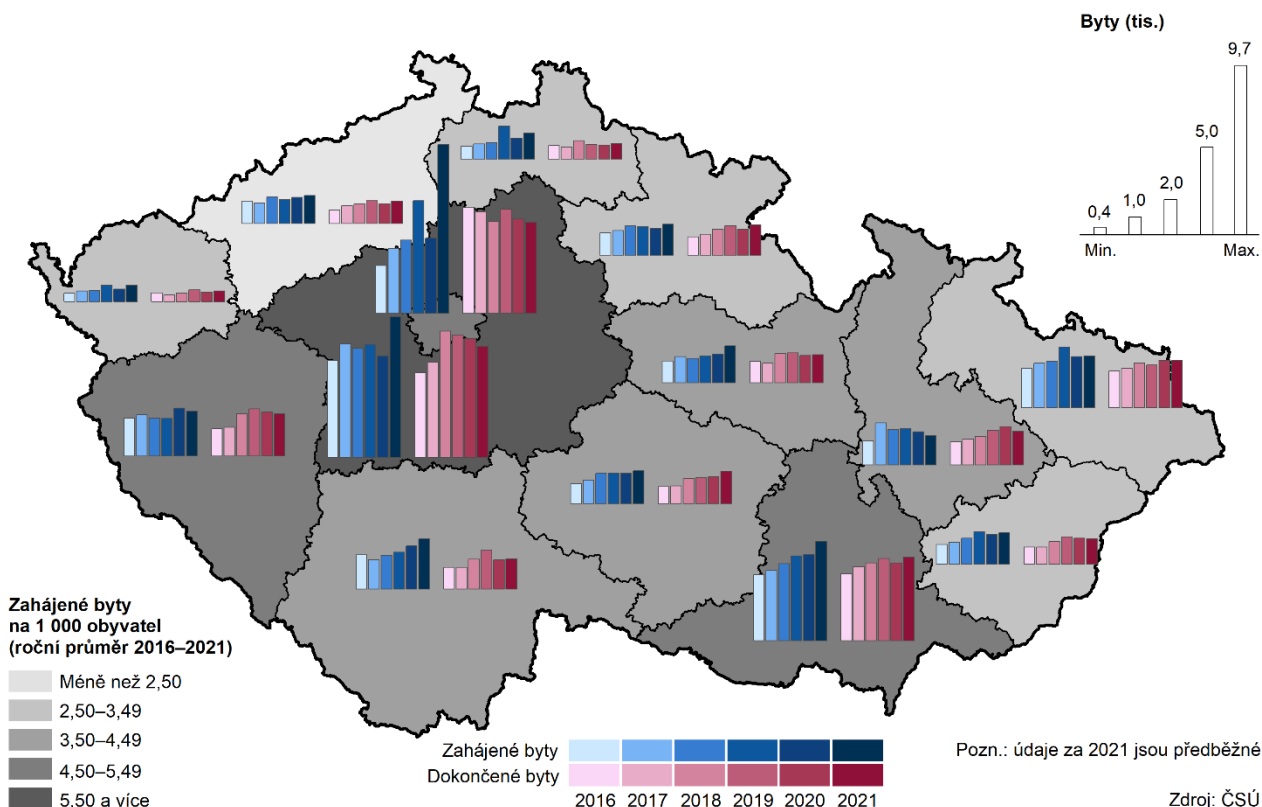 Byty (tis.)
9,7
5,0
2,0
1,0
0,4
Min.
Max.
Zahájené byty
na 1 000 obyvatel
(roční průměr 2016–2021)
Méně než 2,50
2,50–3,49
3,50–4,49
4,50–5,49
5,50 a více
Zahájené byty
Dokončené byty
2016 2017 2018 2019 2020 2021
Pozn.: údaje za 2021 jsou předběžné
Zdroj: ČSÚ